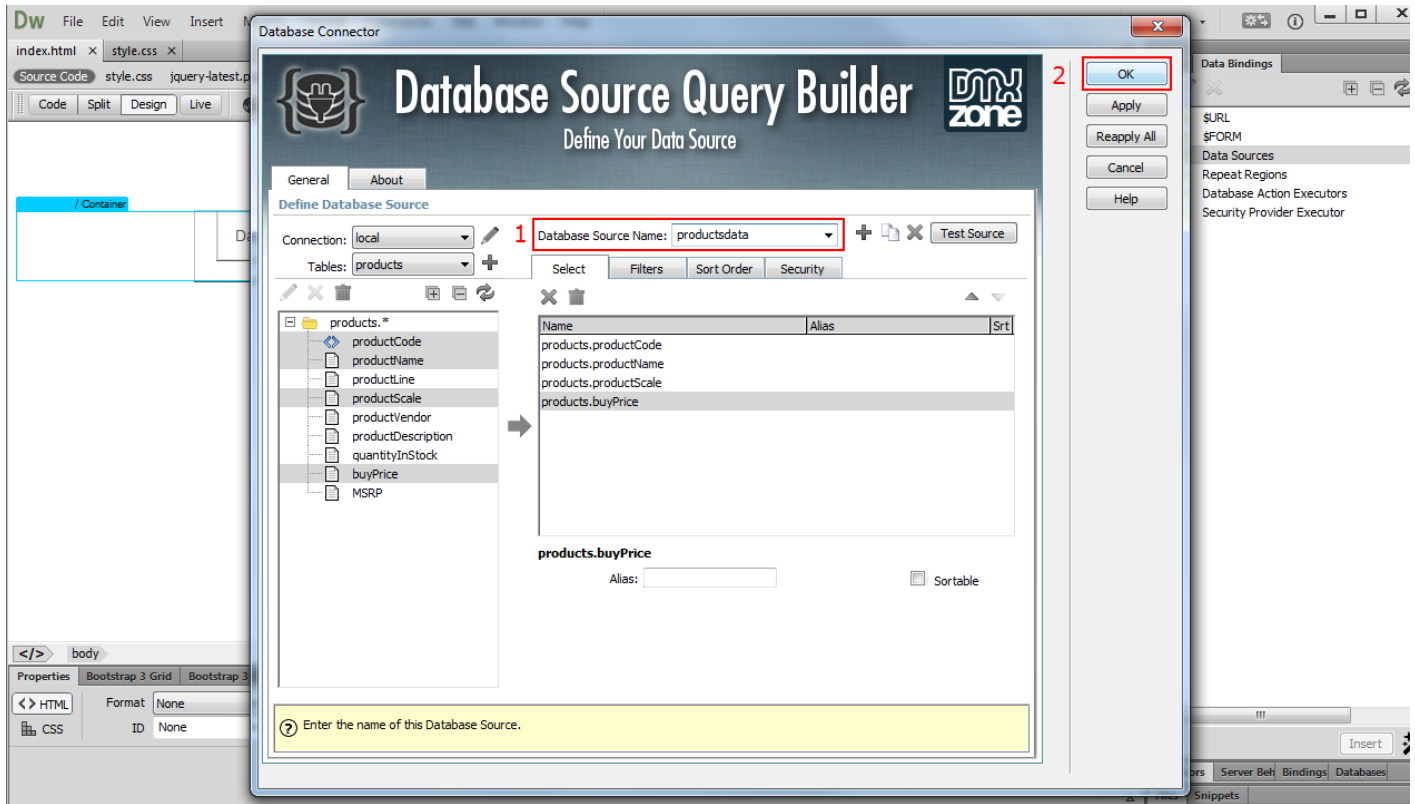 Dw File Edit View Insert
index.html × style.css ×
Source Code style.css jquery-latest.p
Code Split Design Live
/ Container
</> body
Properties Bootstrap 3 Grid Bootstrap 3
<> HTML Format None
CSS ID None
Database Connector
Database Source Query Builder
Define Your Data Source
DMX
zone
General About
Define Database Source
Connection: local
Tables: products
1 Database Source Name: productsdata
Test Source
Select Filters Sort Order Security
products.*
productCode
productName
productLine
productScale
productVendor
productDescription
quantityInStock
buyPrice
MSRP
Name Alias Srt
products.productCode
products.productName
products.productScale
products.buyPrice
products.buyPrice
Alias:
Sortable
? Enter the name of this Database Source.
2 OK
Apply
Reapply All
Cancel
Help
Data Bindings
$URL
$FORM
Data Sources
Repeat Regions
Database Action Executors
Security Provider Executor
Insert
Server Beh Bindings Databases
Files Snippets